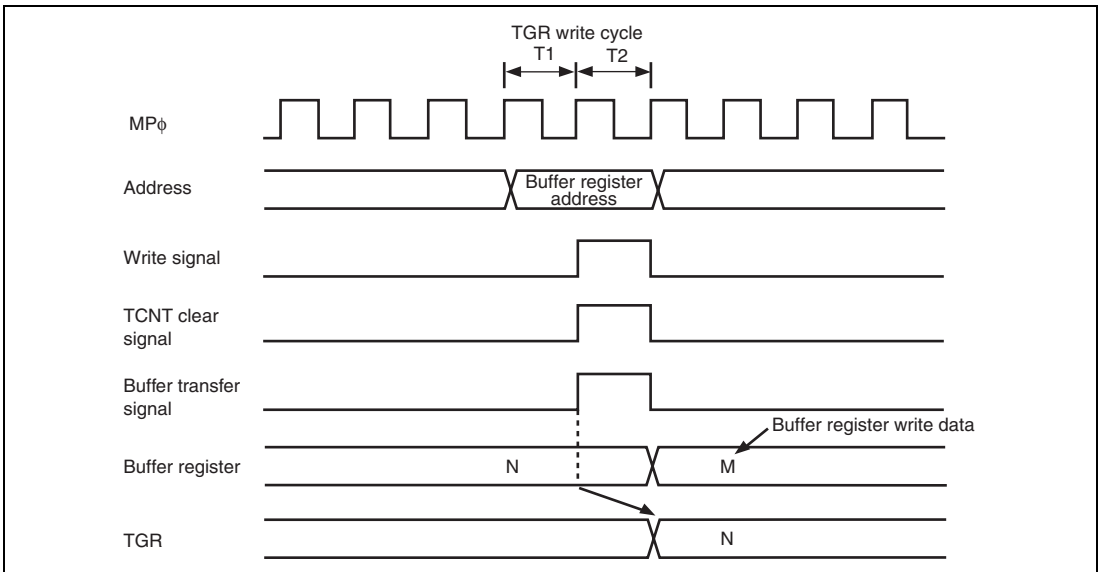 TGR write cycle
T1
T2
MPϕ
Address
Buffer register
address
Write signal
TCNT clear
signal
Buffer transfer
signal
Buffer register write data
Buffer register
N
M
TGR
N